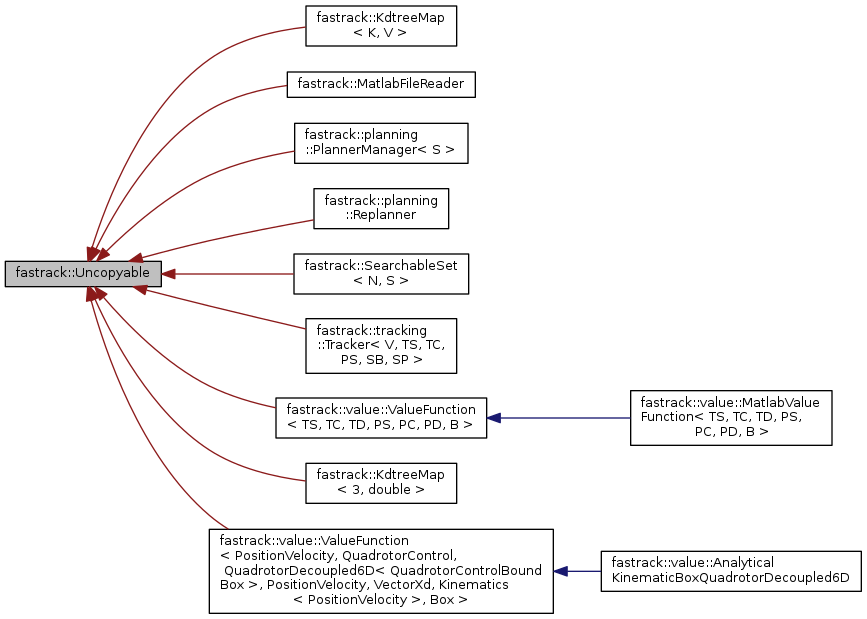 fastrack::KdtreeMap
< K, V >
fastrack::MatlabFileReader
fastrack::planning
::PlannerManager< S >
fastrack::planning
::Replanner
fastrack::Uncopyable
fastrack::SearchableSet
< N, S >
fastrack::tracking
::Tracker< V, TS, TC,
PS, SB, SP >
fastrack::value::ValueFunction
< TS, TC, TD, PS, PC, PD, B >
fastrack::value::MatlabValue
Function< TS, TC, TD, PS,
PC, PD, B >
fastrack::KdtreeMap
< 3, double >
fastrack::value::ValueFunction
< PositionVelocity, QuadrotorControl,
QuadrotorDecoupled6D< QuadrotorControlBound
Box >, PositionVelocity, VectorXd, Kinematics
< PositionVelocity >, Box >
fastrack::value::Analytical
KinematicBoxQuadrotorDecoupled6D